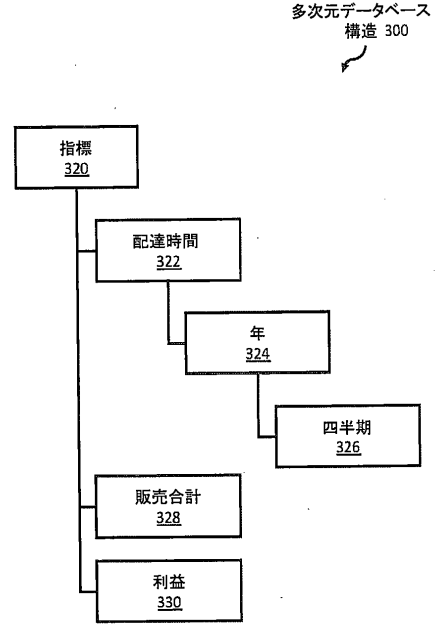 多次元データベース
構造 300
指標
320
配達時間
322
年
324
四半期
326
販売合計
328
利益
330